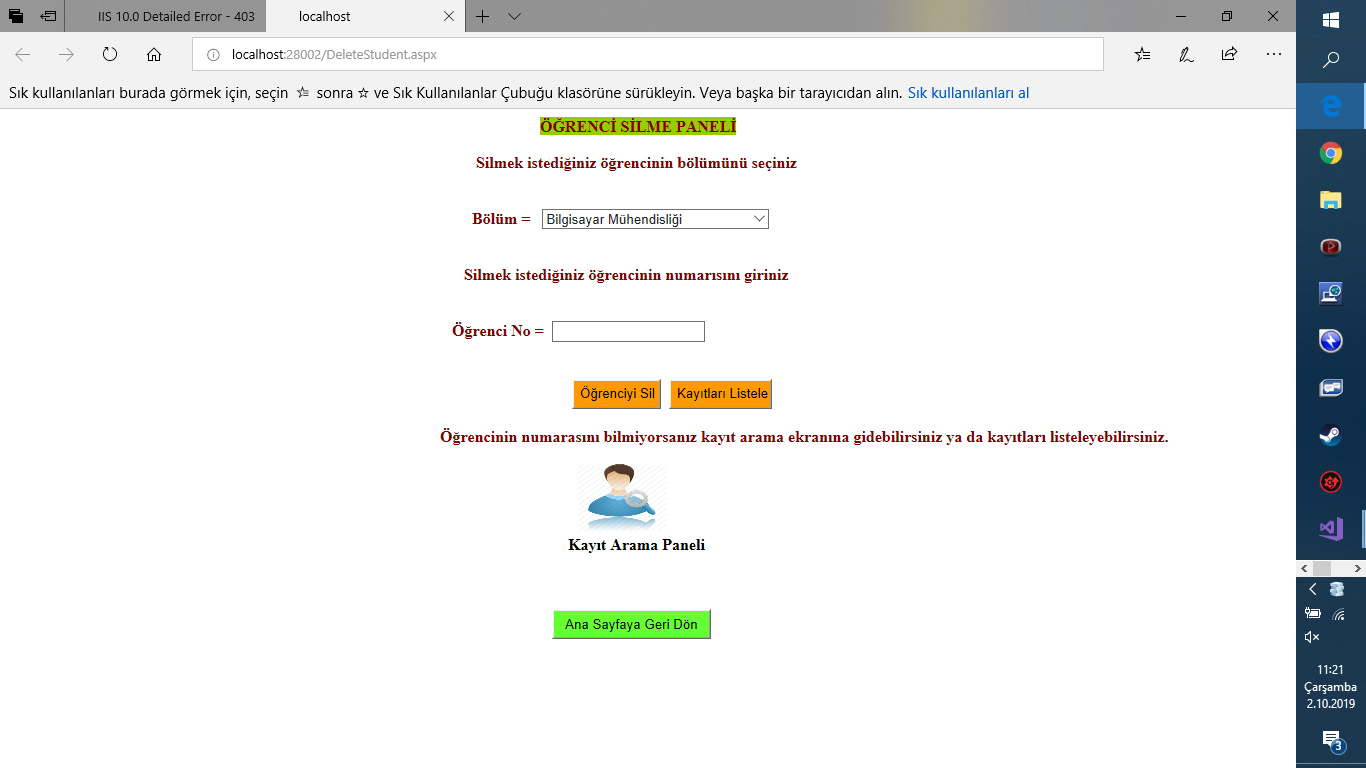 IIS 10.0 Detailed Error - 403
localhost
localhost:28002/DeleteStudent.aspx
Sık kullanılanları burada görmek için, seçin sonra ve Sık Kullanılanlar Çubuğu klasörüne sürükleyin. Veya başka bir tarayıcıdan alın. Sık kullanılanları al
ÖĞRENCİ SİLME PANELİ
Silmek istediğiniz öğrencinin bölümünü seçiniz
Bölüm = Bilgisayar Mühendisliği
Silmek istediğiniz öğrencinin numarısını giriniz
Öğrenci No =
Öğrenciyi Sil Kayıtları Listele
Öğrencinin numarasını bilmiyorsanız kayıt arama ekranına gidebilirsiniz ya da kayıtları listeleyebilirsiniz.
Kayıt Arama Paneli
Ana Sayfaya Geri Dön
11:21
Çarşamba
2.10.2019
3